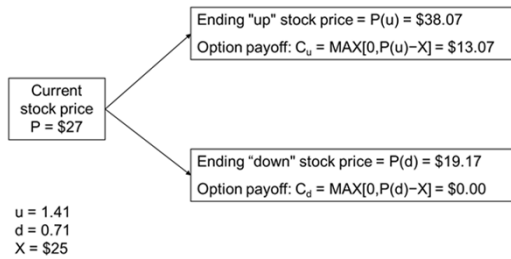 Ending "up" stock price = P(u) = $38.07
Option payoff: Cᵤ = MAX[0,P(u)−X] = $13.07
Current
stock price
P = $27
Ending “down" stock price = P(d) = $19.17
Option payoff: C_d = MAX[0,P(d)−X] = $0.00
u = 1.41
d = 0.71
X = $25